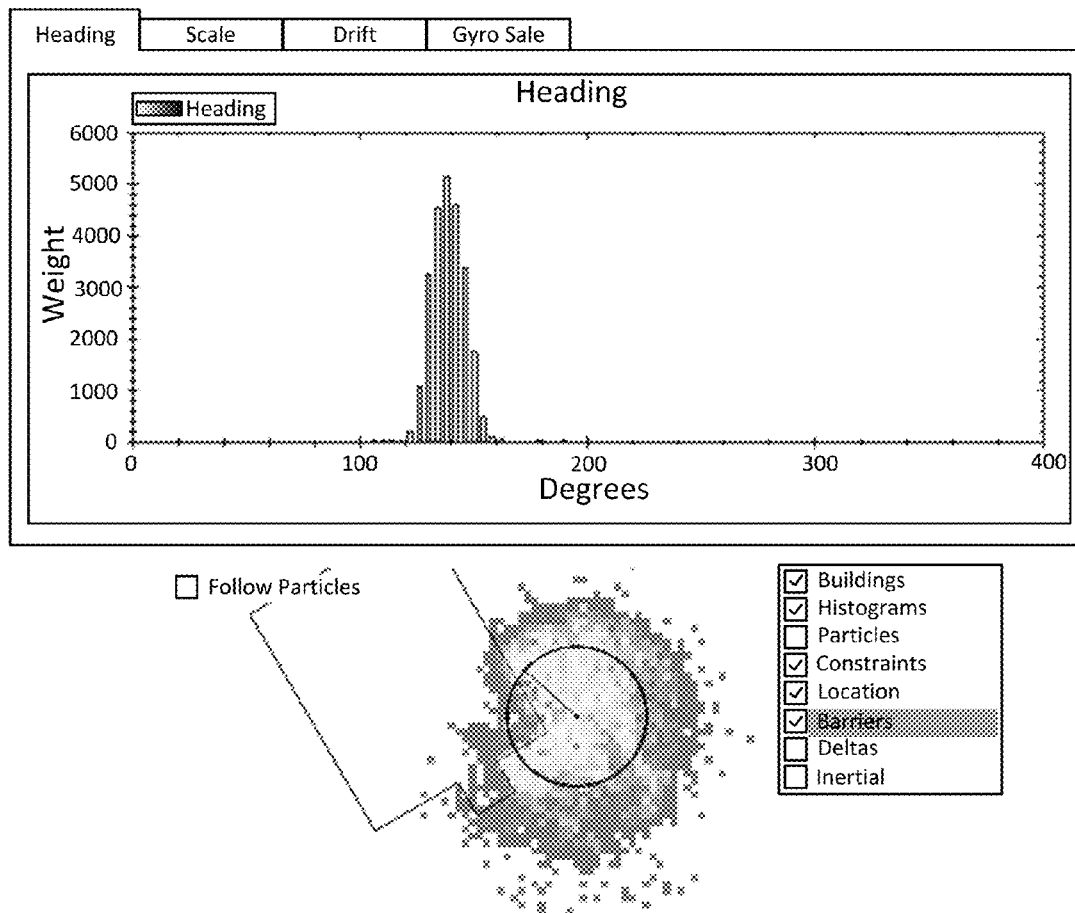 Heading Scale Drift Gyro Sale
Heading
Heading
6000
5000
4000
3000
2000
1000
0
Weight
0 100 200 300 400
Degrees
Follow Particles
Buildings
Histograms
Particles
Constraints
Location
Barriers
Deltas
Inertial